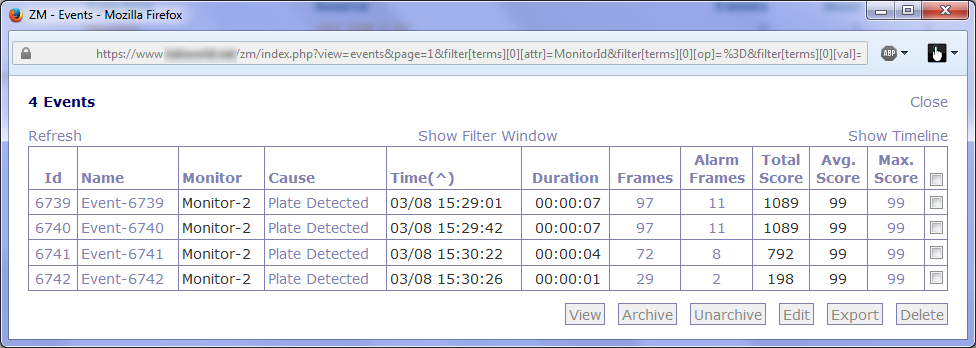 ZM - Events - Mozilla Firefox
https://www. /zm/index.php?view=events&page=1&filter[terms][0][attr]=MonitorId&filter[terms][0][op]=%3D&filter[terms][0][val]=
ABP
4 Events Close
Refresh Show Filter Window Show Timeline
Id Name Monitor Cause Time(^) Duration Frames Alarm Frames Total Score Avg. Score Max. Score
6739 Event-6739 Monitor-2 Plate Detected 03/08 15:29:01 00:00:07 97 11 1089 99 99
6740 Event-6740 Monitor-2 Plate Detected 03/08 15:29:42 00:00:07 97 11 1089 99 99
6741 Event-6741 Monitor-2 Plate Detected 03/08 15:30:22 00:00:04 72 8 792 99 99
6742 Event-6742 Monitor-2 Plate Detected 03/08 15:30:26 00:00:01 29 2 198 99 99
View Archive Unarchive Edit Export Delete